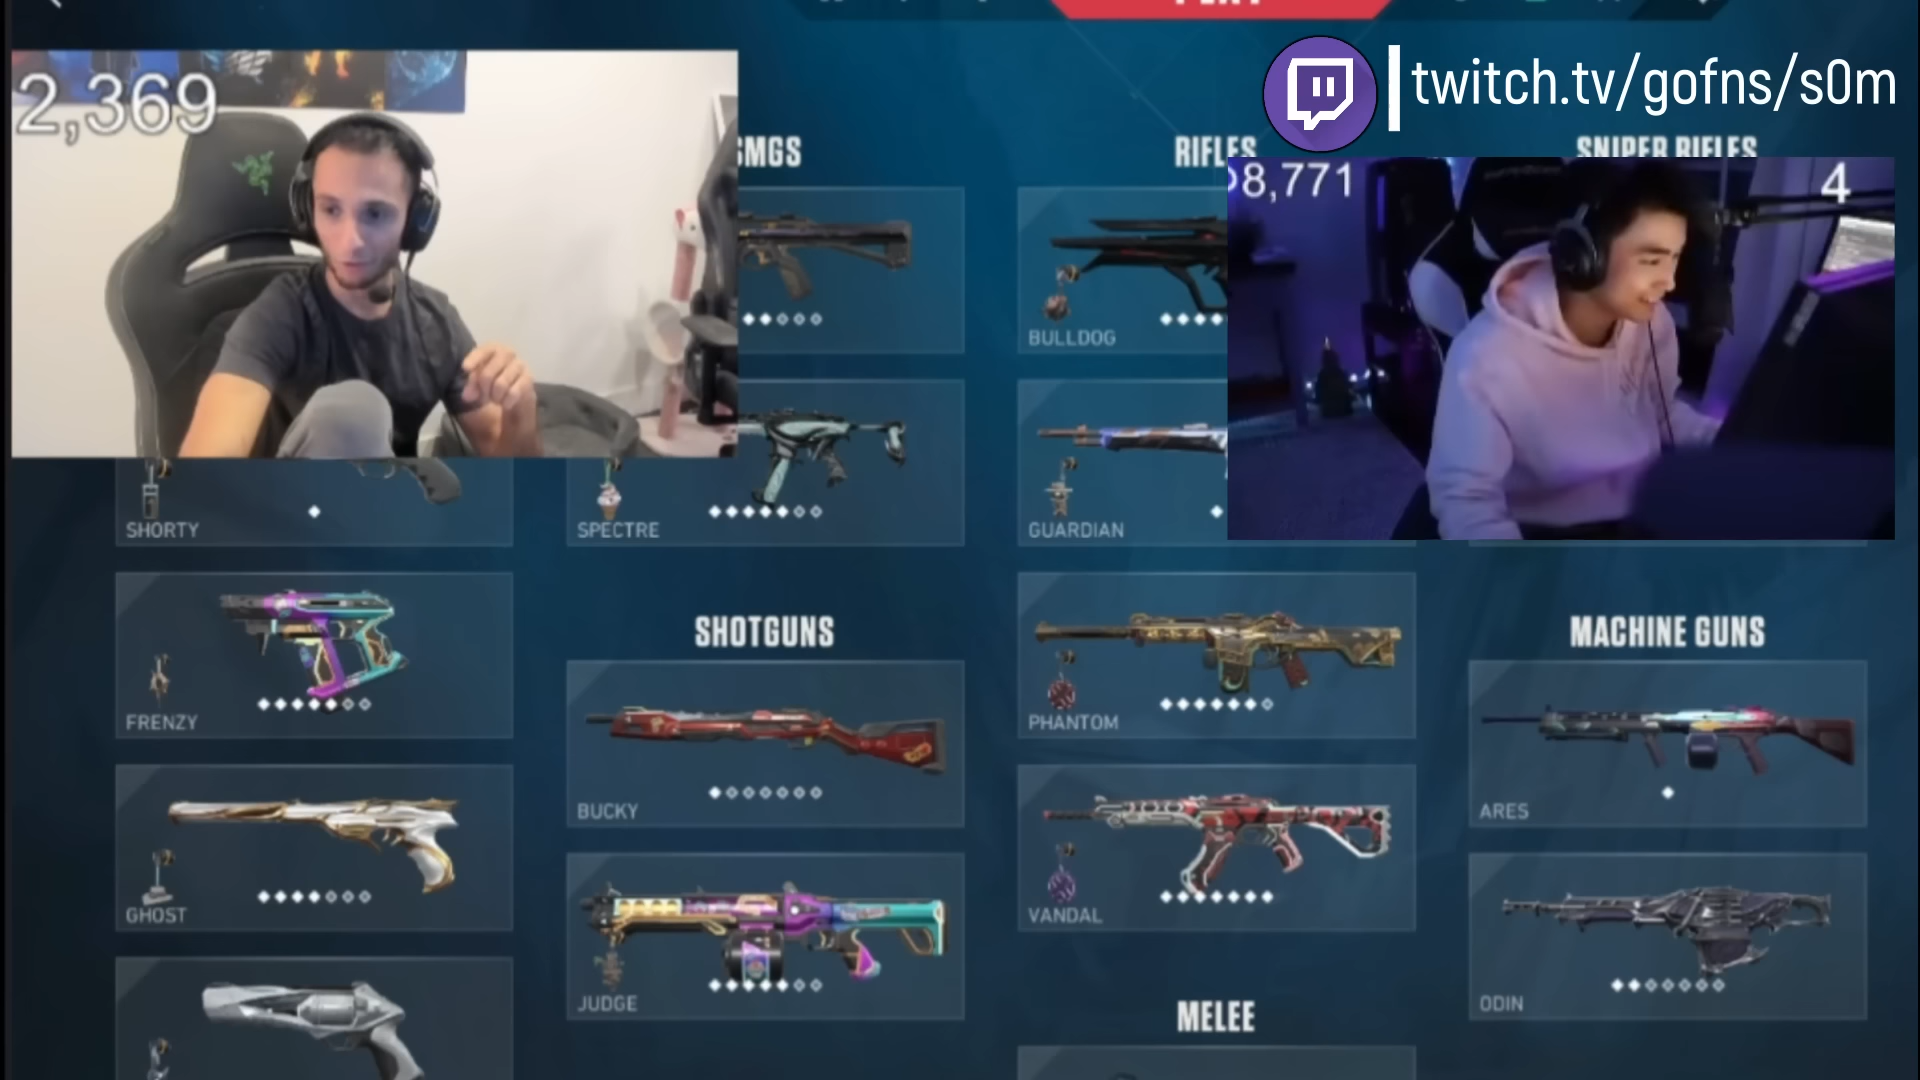 twitch.tv/gofns/s0m
2,369
SMGS
RIFLES
SNIPER RIFLES
8,771
4
BULLDOG
SHORTY
SPECTRE
GUARDIAN
SHOTGUNS
MACHINE GUNS
FRENZY
PHANTOM
BUCKY
ARES
GHOST
VANDAL
JUDGE
ODIN
MELEE